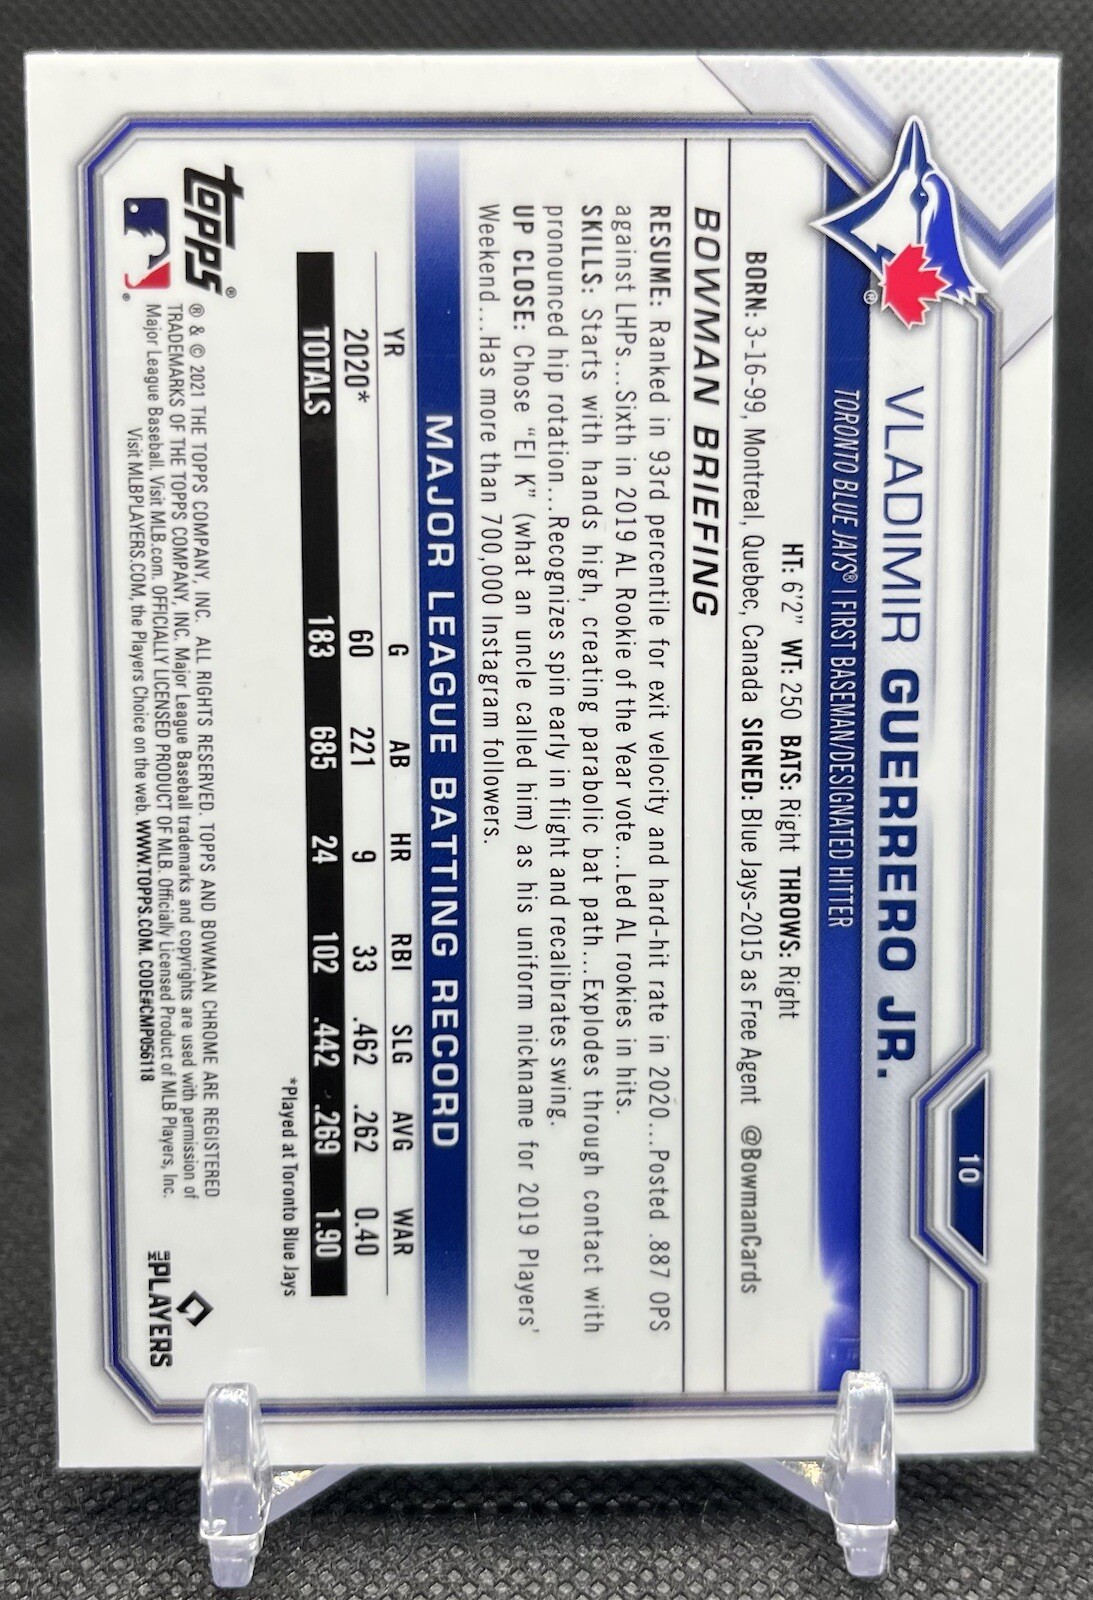 10
VLADIMIR GUERRERO JR.
TORONTO BLUE JAYS® | FIRST BASEMAN/DESIGNATED HITTER
®
HT: 6'2" WT: 250 BATS: Right THROWS: Right
BORN: 3-16-99, Montreal, Quebec, Canada SIGNED: Blue Jays-2015 as Free Agent @BowmanCards
BOWMAN BRIEFING
RESUME: Ranked in 93rd percentile for exit velocity and hard-hit rate in 2020...Posted .887 OPS
against LHPs...Sixth in 2019 AL Rookie of the Year vote...Led AL rookies in hits.
SKILLS: Starts with hands high, creating parabolic bat path...Explodes through contact with
pronounced hip rotation...Recognizes spin early in flight and recalibrates swing.
UP CLOSE: Chose "El K" (what an uncle called him) as his uniform nickname for 2019 Players'
Weekend...Has more than 700,000 Instagram followers.
MAJOR LEAGUE BATTING RECORD
YR G AB HR RBI SLG AVG WAR
2020* 60 221 9 33 .462 .262 0.40
TOTALS 183 685 24 102 .442 .269 1.90
*Played at Toronto Blue Jays
topps®
®
® & © 2021 THE TOPPS COMPANY, INC. ALL RIGHTS RESERVED. TOPPS AND BOWMAN CHROME ARE REGISTERED
TRADEMARKS OF THE TOPPS COMPANY, INC. Major League Baseball trademarks and copyrights are used with permission of
Major League Baseball. Visit MLB.com. OFFICIALLY LICENSED PRODUCT OF MLB. Officially Licensed Product of MLB Players, Inc.
Visit MLBPLAYERS.COM, the Players Choice on the web. WWW.TOPPS.COM. CODE#CMP056118
MLB PLAYERS